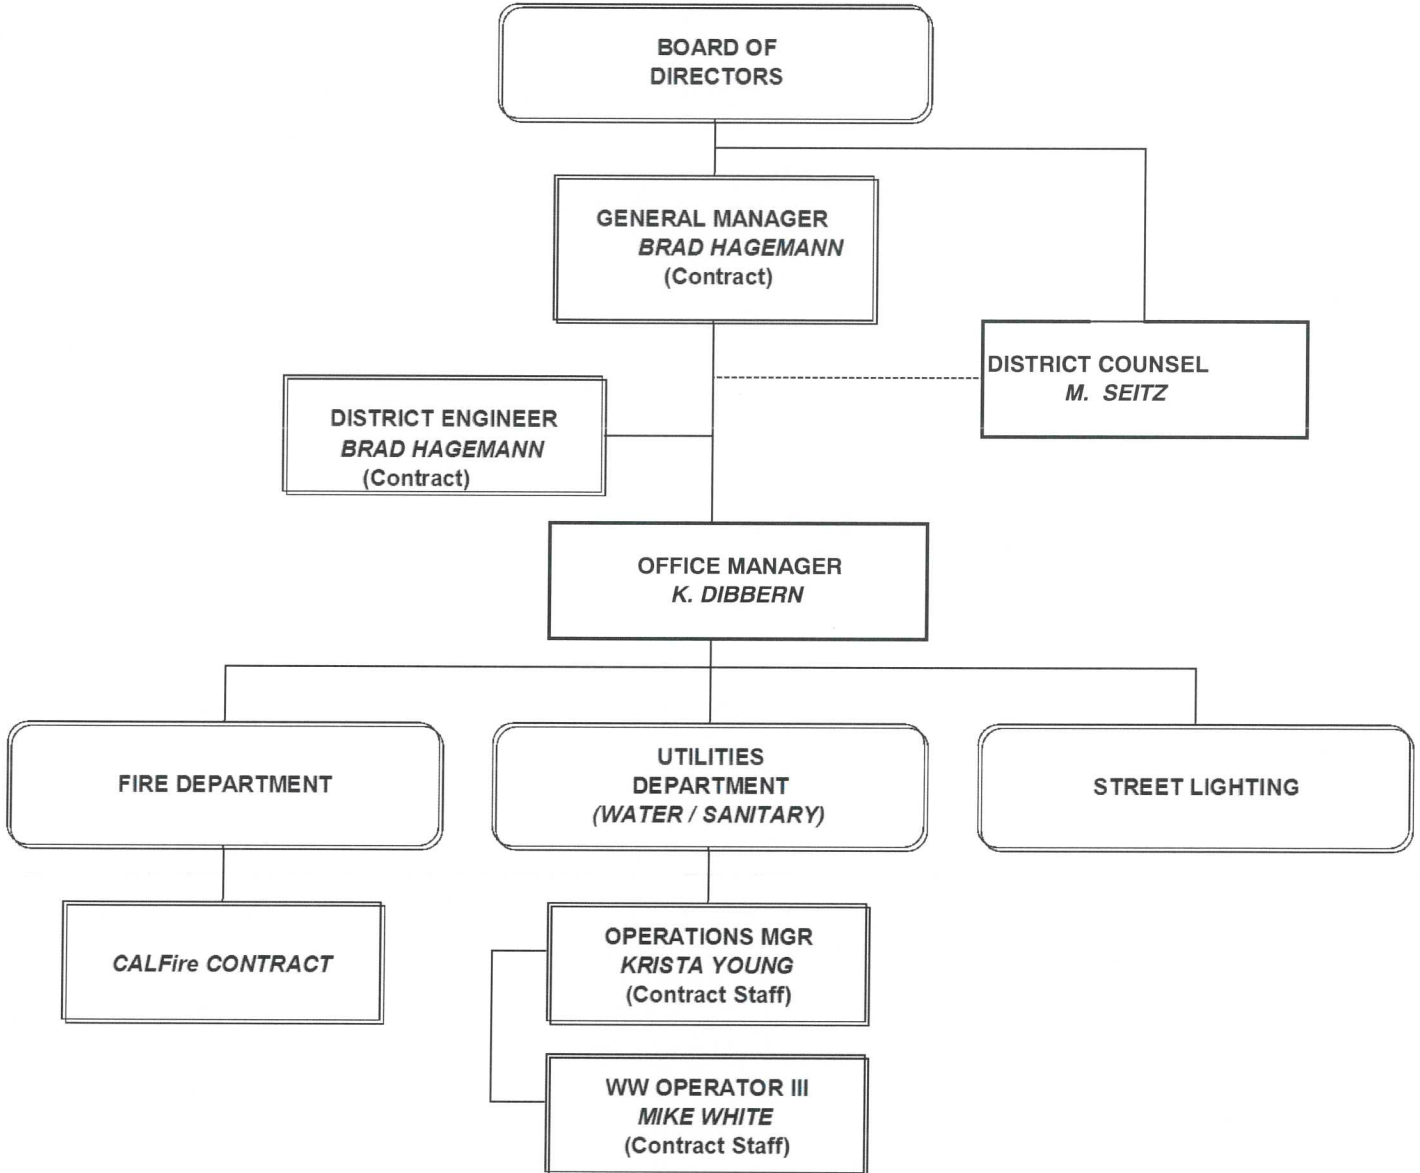 BOARD OF
DIRECTORS
GENERAL MANAGER
BRAD HAGEMANN
(Contract)
DISTRICT COUNSEL
M. SEITZ
DISTRICT ENGINEER
BRAD HAGEMANN
(Contract)
OFFICE MANAGER
K. DIBBERN
FIRE DEPARTMENT
UTILITIES
DEPARTMENT
(WATER / SANITARY)
STREET LIGHTING
CALFire CONTRACT
OPERATIONS MGR
KRISTA YOUNG
(Contract Staff)
WW OPERATOR III
MIKE WHITE
(Contract Staff)